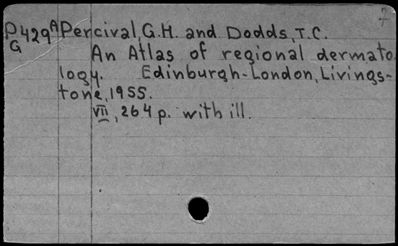 P429A Percival, G.H. and Dodds, T.C.
G An Atlas of regional dermato
logy. Edinburgh-London, Livings-
tone, 1955.
VII, 264 p. with ill.